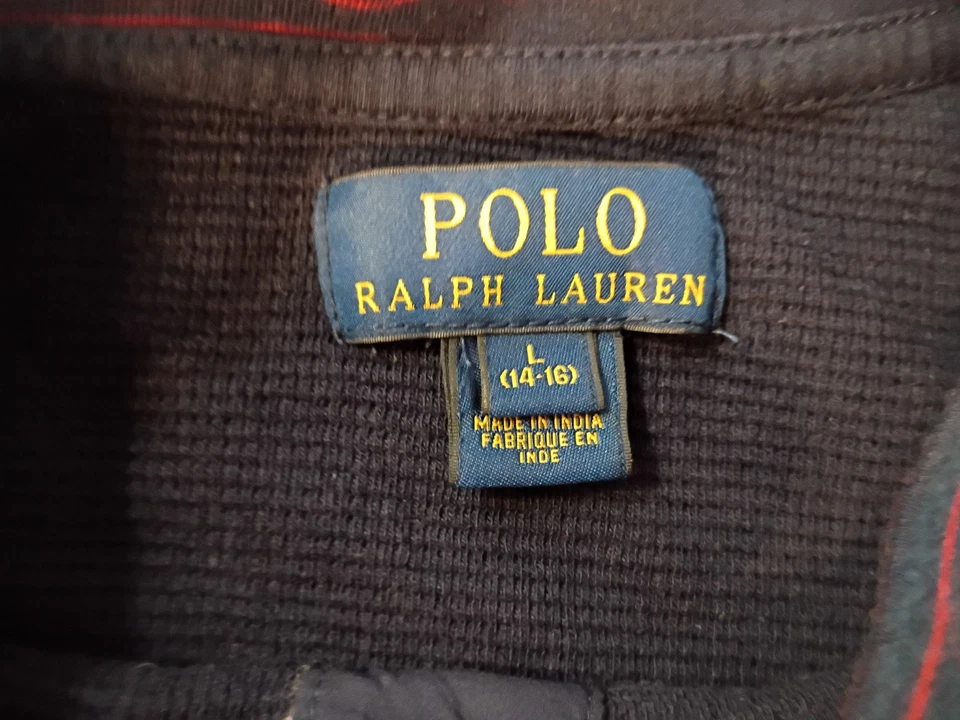 POLO
RALPH LAUREN
L
(14-16)
MADE IN INDIA
FABRIQUE EN
INDE